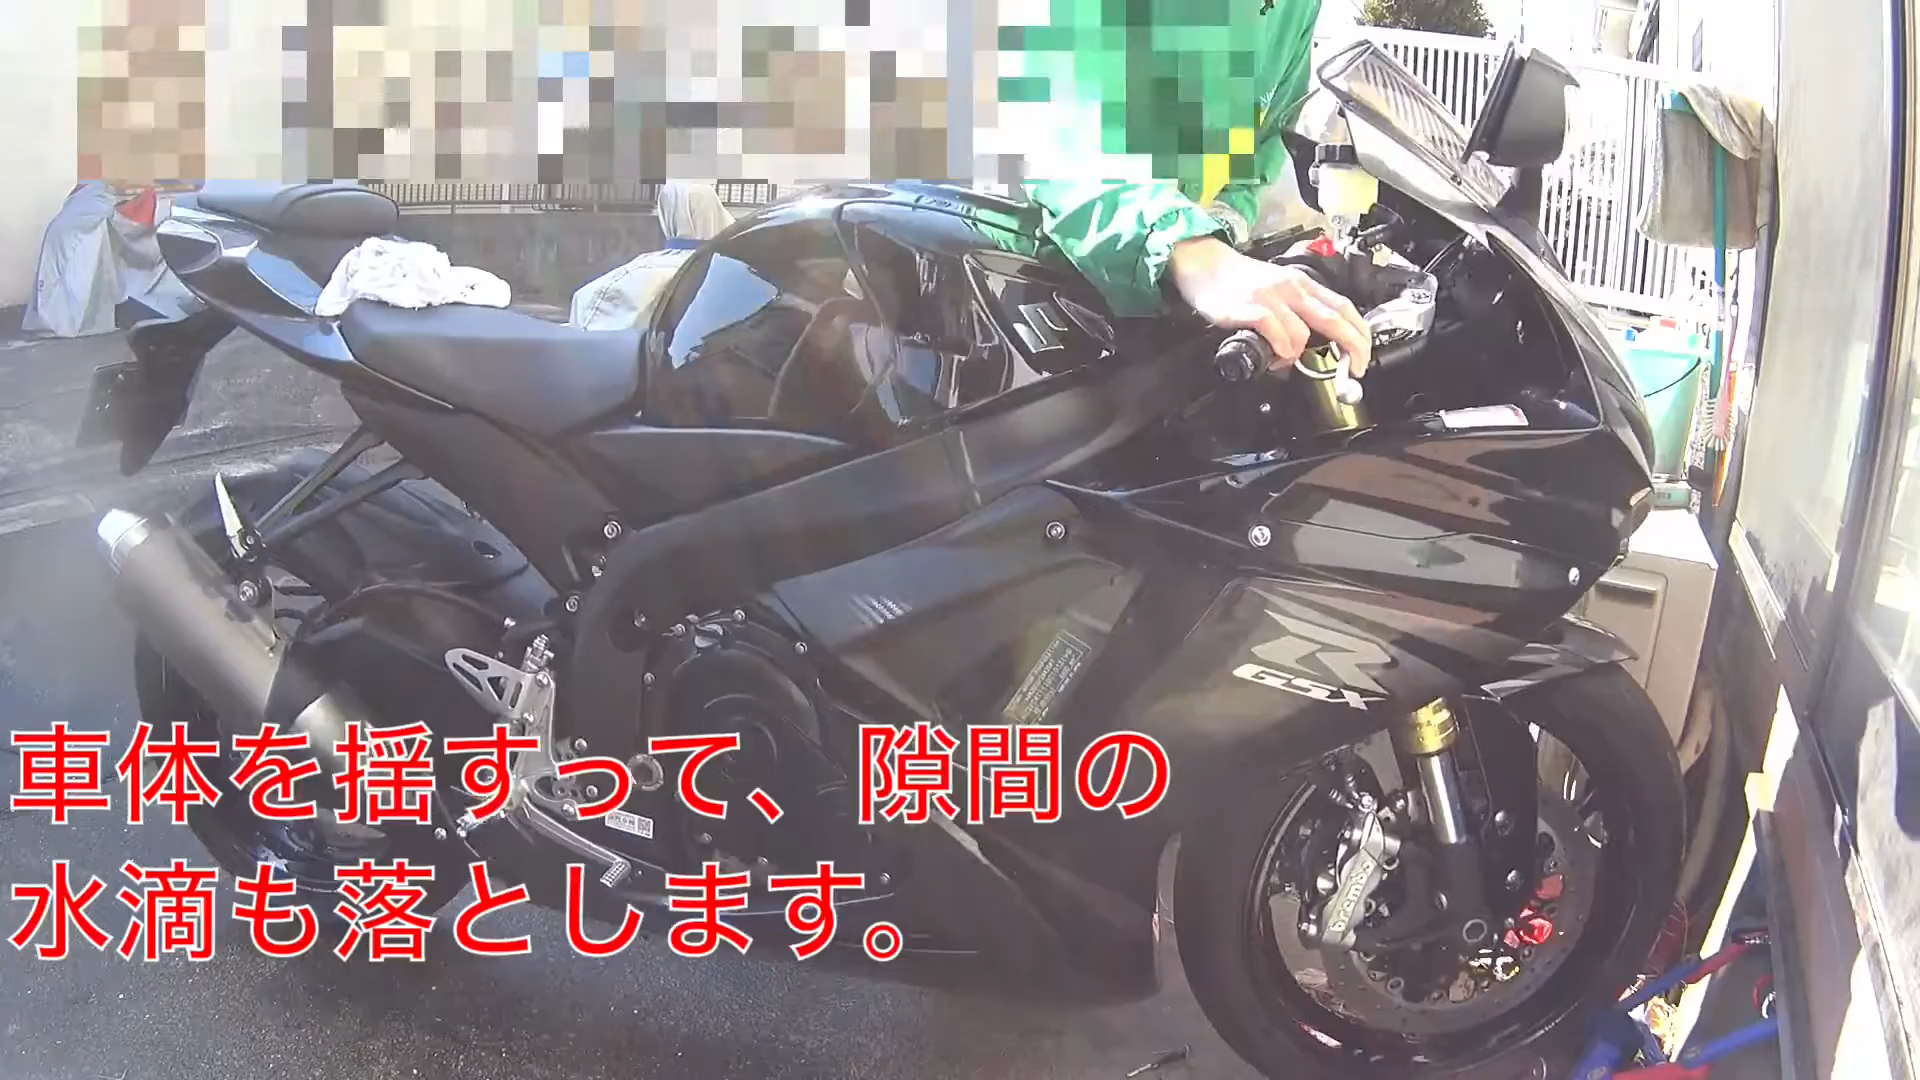 車体を揺すって、隙間の
水滴も落とします。
R
GSX
brembo